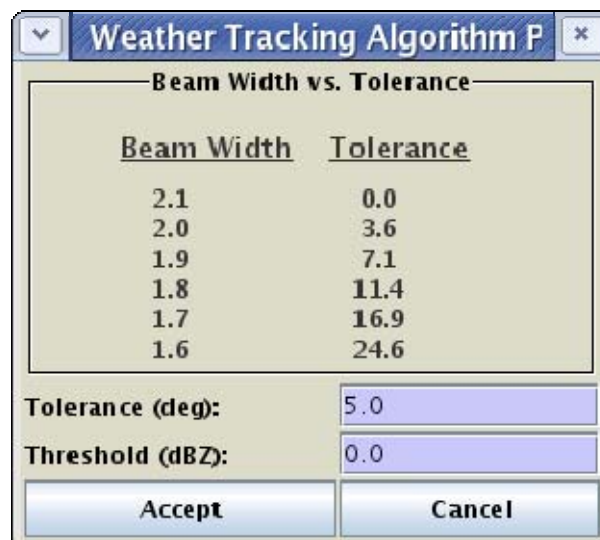 Weather Tracking Algorithm P
Beam Width vs. Tolerance
Beam Width Tolerance
2.1 0.0
2.0 3.6
1.9 7.1
1.8 11.4
1.7 16.9
1.6 24.6
Tolerance (deg): 5.0
Threshold (dBZ): 0.0
Accept Cancel